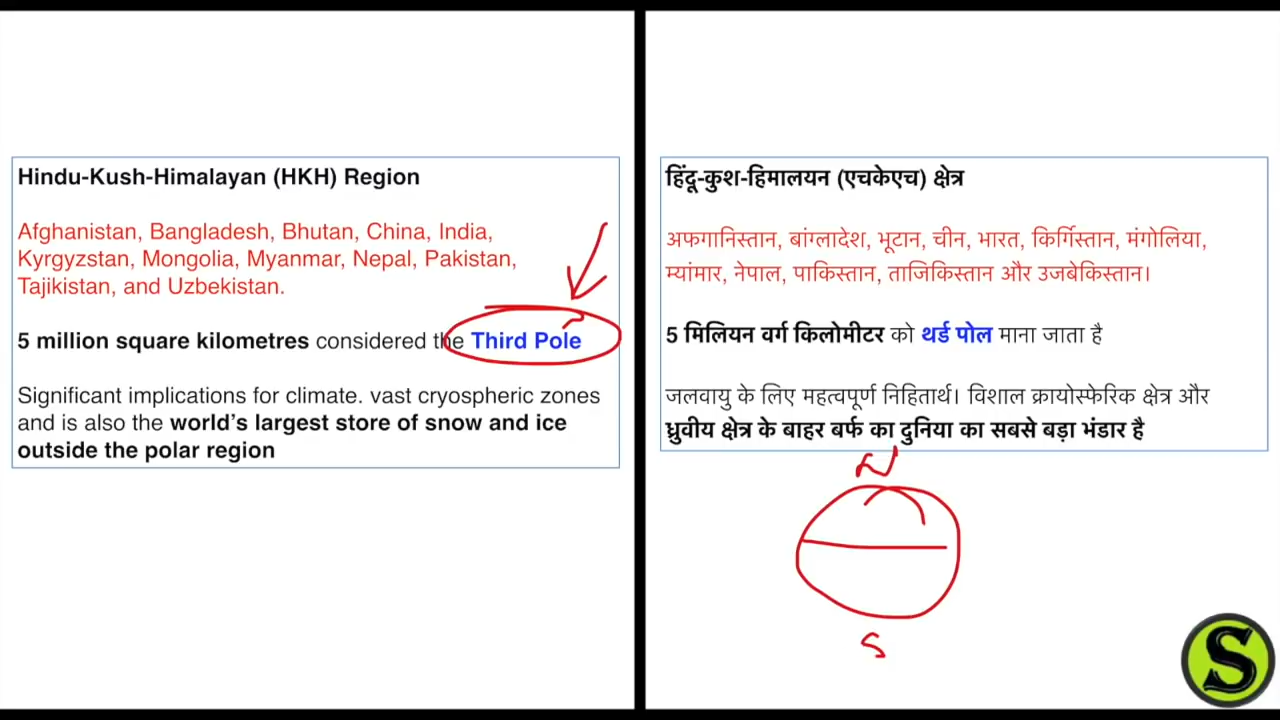 Hindu-Kush-Himalayan (HKH) Region
Afghanistan, Bangladesh, Bhutan, China, India,
Kyrgyzstan, Mongolia, Myanmar, Nepal, Pakistan,
Tajikistan, and Uzbekistan.
5 million square kilometres considered the Third Pole
Significant implications for climate. vast cryospheric zones
and is also the world's largest store of snow and ice
outside the polar region
हिंदू-कुश-हिमालयन (एचकेएच) क्षेत्र
अफगानिस्तान, बांग्लादेश, भूटान, चीन, भारत, किर्गिस्तान, मंगोलिया,
म्यांमार, नेपाल, पाकिस्तान, ताजिकिस्तान और उजबेकिस्तान।
5 मिलियन वर्ग किलोमीटर को थर्ड पोल माना जाता है
जलवायु के लिए महत्वपूर्ण निहितार्थ। विशाल क्रायोस्फेरिक क्षेत्र और
ध्रुवीय क्षेत्र के बाहर बर्फ का दुनिया का सबसे बड़ा भंडार है
N
S
S